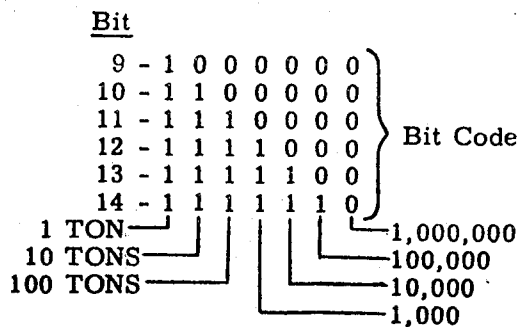 Bit
9 - 1 0 0 0 0 0 0
10 - 1 1 0 0 0 0 0
11 - 1 1 1 0 0 0 0
12 - 1 1 1 1 0 0 0
13 - 1 1 1 1 1 0 0
14 - 1 1 1 1 1 1 0
Bit Code
1 TON
10 TONS
100 TONS
1,000,000
100,000
10,000
1,000